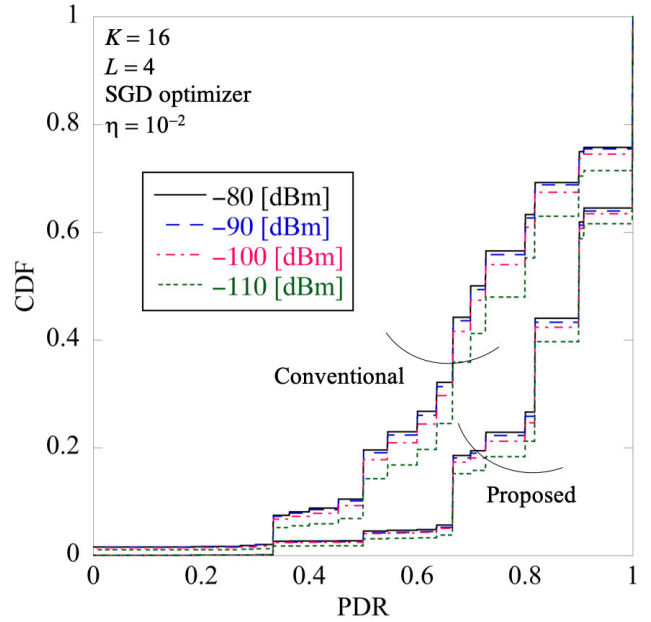 K = 16
L = 4
SGD optimizer
η = 10⁻²
−80 [dBm]
−90 [dBm]
−100 [dBm]
−110 [dBm]
Conventional
Proposed
CDF
1
0.8
0.6
0.4
0.2
0
0 0.2 0.4 0.6 0.8 1
PDR